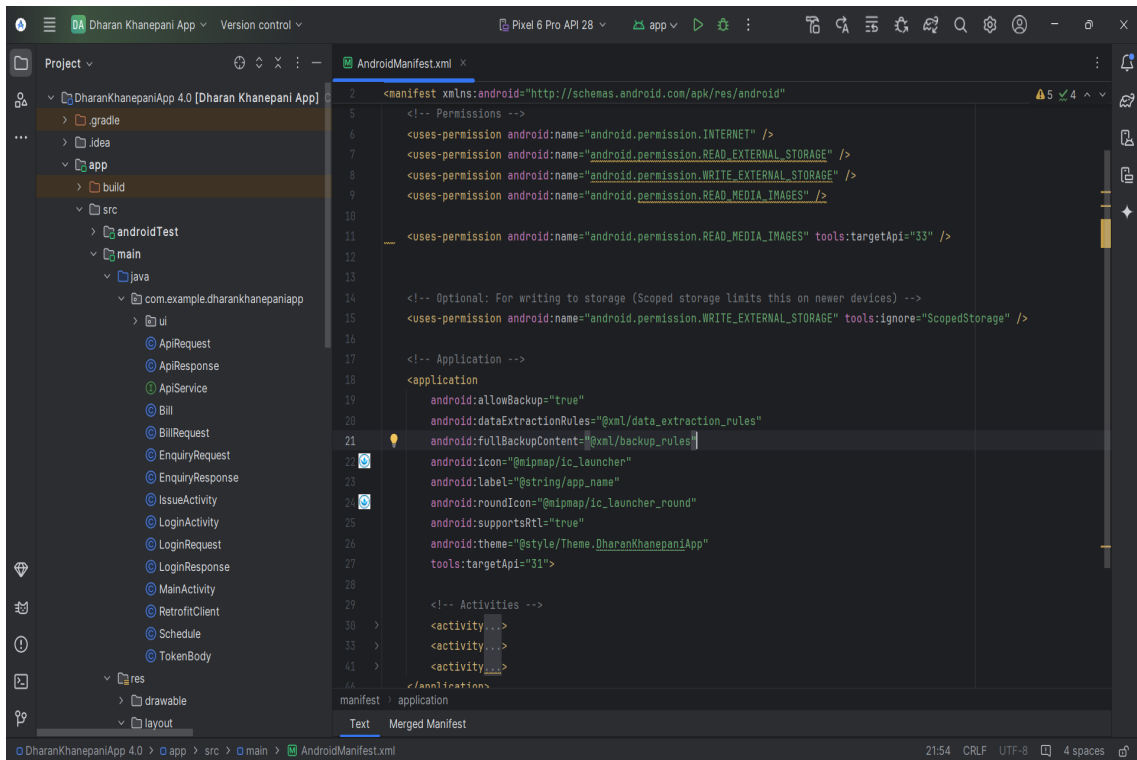 DA Dharan Khanepani App Version control Pixel 6 Pro API 28 app
Project
DharanKhanepaniApp 4.0 [Dharan Khanepani App]
.gradle
.idea
app
build
src
androidTest
main
java
com.example.dharankhanepaniapp
ui
ApiRequest
ApiResponse
ApiService
Bill
BillRequest
EnquiryRequest
EnquiryResponse
IssueActivity
LoginActivity
LoginRequest
LoginResponse
MainActivity
RetrofitClient
Schedule
TokenBody
res
drawable
layout
AndroidManifest.xml
5 4
2 <manifest xmlns:android="http://schemas.android.com/apk/res/android"
5 <!-- Permissions -->
6 <uses-permission android:name="android.permission.INTERNET" />
7 <uses-permission android:name="android.permission.READ_EXTERNAL_STORAGE" />
8 <uses-permission android:name="android.permission.WRITE_EXTERNAL_STORAGE" />
9 <uses-permission android:name="android.permission.READ_MEDIA_IMAGES" />
10
11 <uses-permission android:name="android.permission.READ_MEDIA_IMAGES" tools:targetApi="33" />
12
13
14 <!-- Optional: For writing to storage (Scoped storage limits this on newer devices) -->
15 <uses-permission android:name="android.permission.WRITE_EXTERNAL_STORAGE" tools:ignore="ScopedStorage" />
16
17 <!-- Application -->
18 <application
19 android:allowBackup="true"
20 android:dataExtractionRules="@xml/data_extraction_rules"
21 android:fullBackupContent="@xml/backup_rules"
22 android:icon="@mipmap/ic_launcher"
23 android:label="@string/app_name"
24 android:roundIcon="@mipmap/ic_launcher_round"
25 android:supportsRtl="true"
26 android:theme="@style/Theme.DharanKhanepaniApp"
27 tools:targetApi="31">
28
29 <!-- Activities -->
30 <activity...>
33 <activity...>
41 <activity...>
46 </application>
manifest > application
Text Merged Manifest
DharanKhanepaniApp 4.0 > app > src > main > AndroidManifest.xml 21:54 CRLF UTF-8 4 spaces